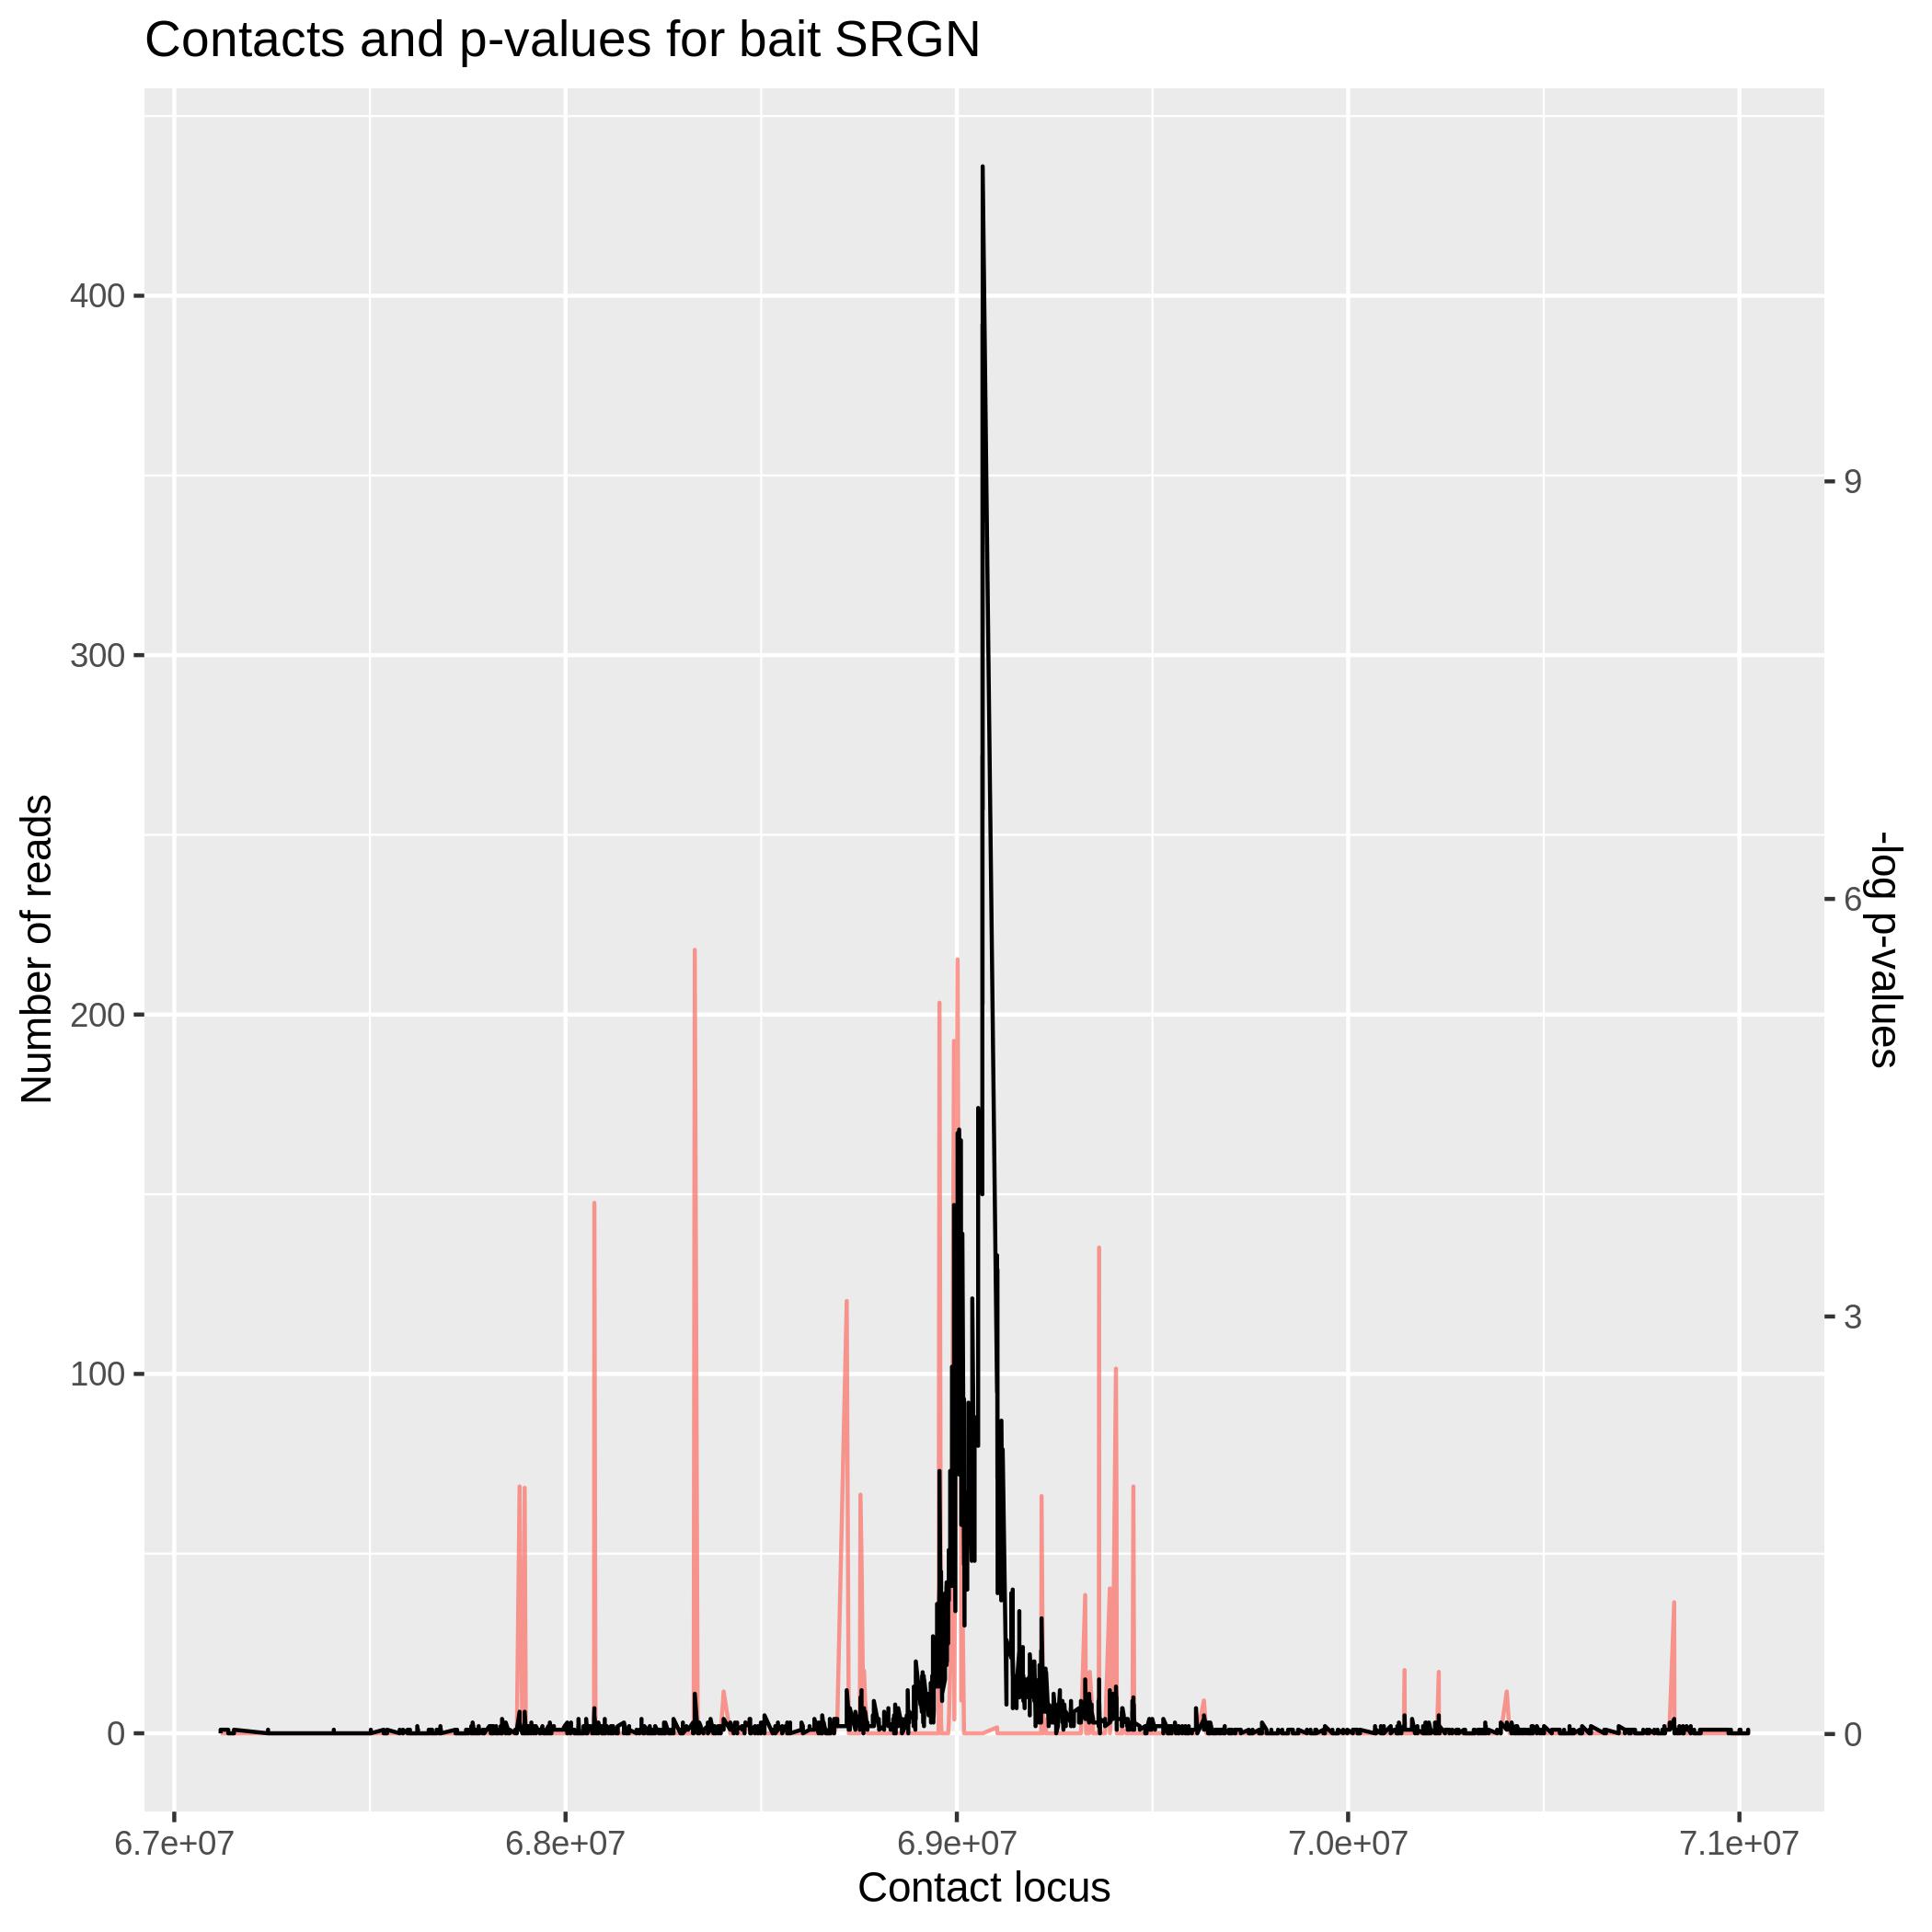 Contacts and p-values for bait SRGN
Number of reads
400
300
200
100
0
9
6
3
0
-log p-values
6.7e+07 6.8e+07 6.9e+07 7.0e+07 7.1e+07
Contact locus